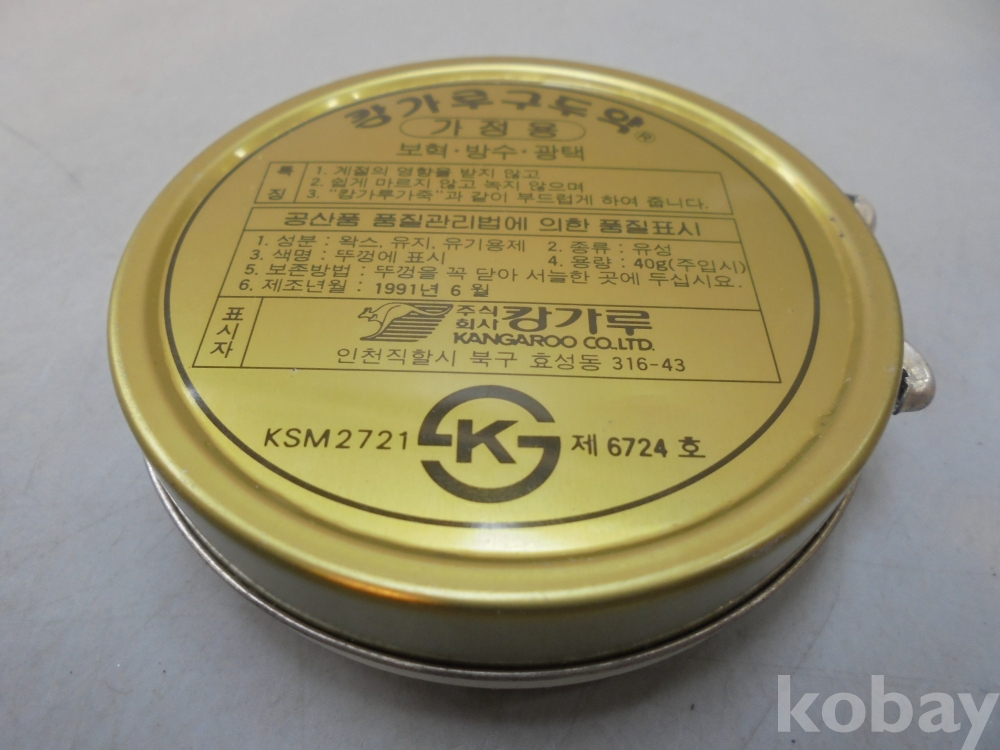 캉가루구두약®
가정용
보혁·방수·광택
특징
1. 계절의 영향을 받지 않고
2. 쉽게 마르지 않고 녹지 않으며
3. "캉가루가죽"과 같이 부드럽게 하여 줍니다.
공산품 품질관리법에 의한 품질표시
1. 성분 : 왁스, 유지, 유기용제 2. 종류 : 유성
3. 색명 : 뚜껑에 표시 4. 용량 : 40g(주입시)
5. 보존방법 : 뚜껑을 꼭 닫아 서늘한 곳에 두십시요.
6. 제조년월 : 1991년 6월
표시자
주식회사 캉가루
KANGAROO CO.LTD.
인천직할시 북구 효성동 316-43
KSM2721 K 제 6724 호
kobay